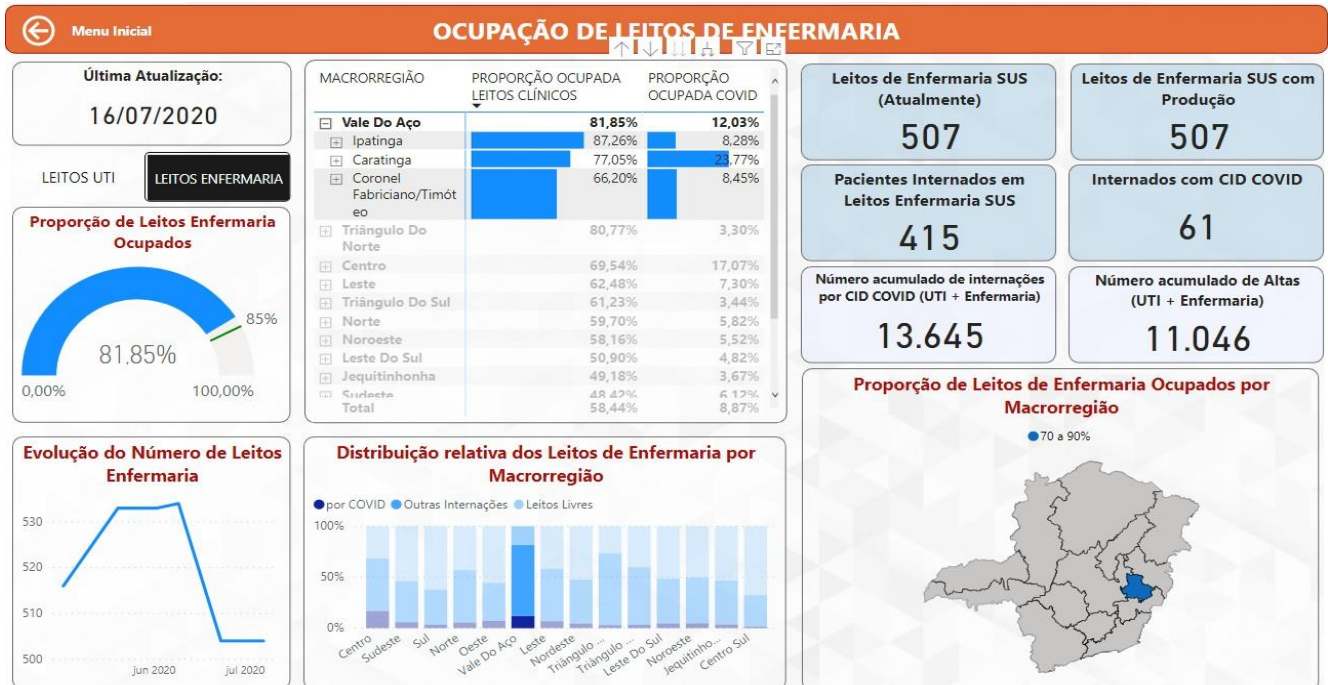 Menu Inicial
OCUPAÇÃO DE LEITOS DE ENFERMARIA
Última Atualização:
16/07/2020
LEITOS UTI
LEITOS ENFERMARIA
Proporção de Leitos Enfermaria
Ocupados
85%
81,85%
0,00%
100,00%
MACRORREGIÃO PROPORÇÃO OCUPADA PROPORÇÃO
LEITOS CLÍNICOS OCUPADA COVID
Vale Do Aço 81,85% 12,03%
Ipatinga 87,26% 8,28%
Caratinga 77,05% 23,77%
Coronel 66,20% 8,45%
Fabriciano/Timót
eo
Triângulo Do 80,77% 3,30%
Norte
Centro 69,54% 17,07%
Leste 62,48% 7,30%
Triângulo Do Sul 61,23% 3,44%
Norte 59,70% 5,82%
Noroeste 58,16% 5,52%
Leste Do Sul 50,90% 4,82%
Jequitinhonha 49,18% 3,67%
Sudeste 48,42% 6,12%
Total 58,44% 8,87%
Leitos de Enfermaria SUS
(Atualmente)
507
Leitos de Enfermaria SUS com
Produção
507
Pacientes Internados em
Leitos Enfermaria SUS
415
Internados com CID COVID
61
Número acumulado de internações
por CID COVID (UTI + Enfermaria)
13.645
Número acumulado de Altas
(UTI + Enfermaria)
11.046
Evolução do Número de Leitos
Enfermaria
530
520
510
500
jun 2020 jul 2020
Distribuição relativa dos Leitos de Enfermaria por
Macrorregião
por COVID Outras Internações Leitos Livres
100%
50%
0%
Centro
Sudeste
Sul
Norte
Oeste
Vale Do Aço
Leste
Nordeste
Triângulo ...
Triângulo ...
Leste Do Sul
Noroeste
Jequitinho...
Centro Sul
Proporção de Leitos de Enfermaria Ocupados por
Macrorregião
70 a 90%